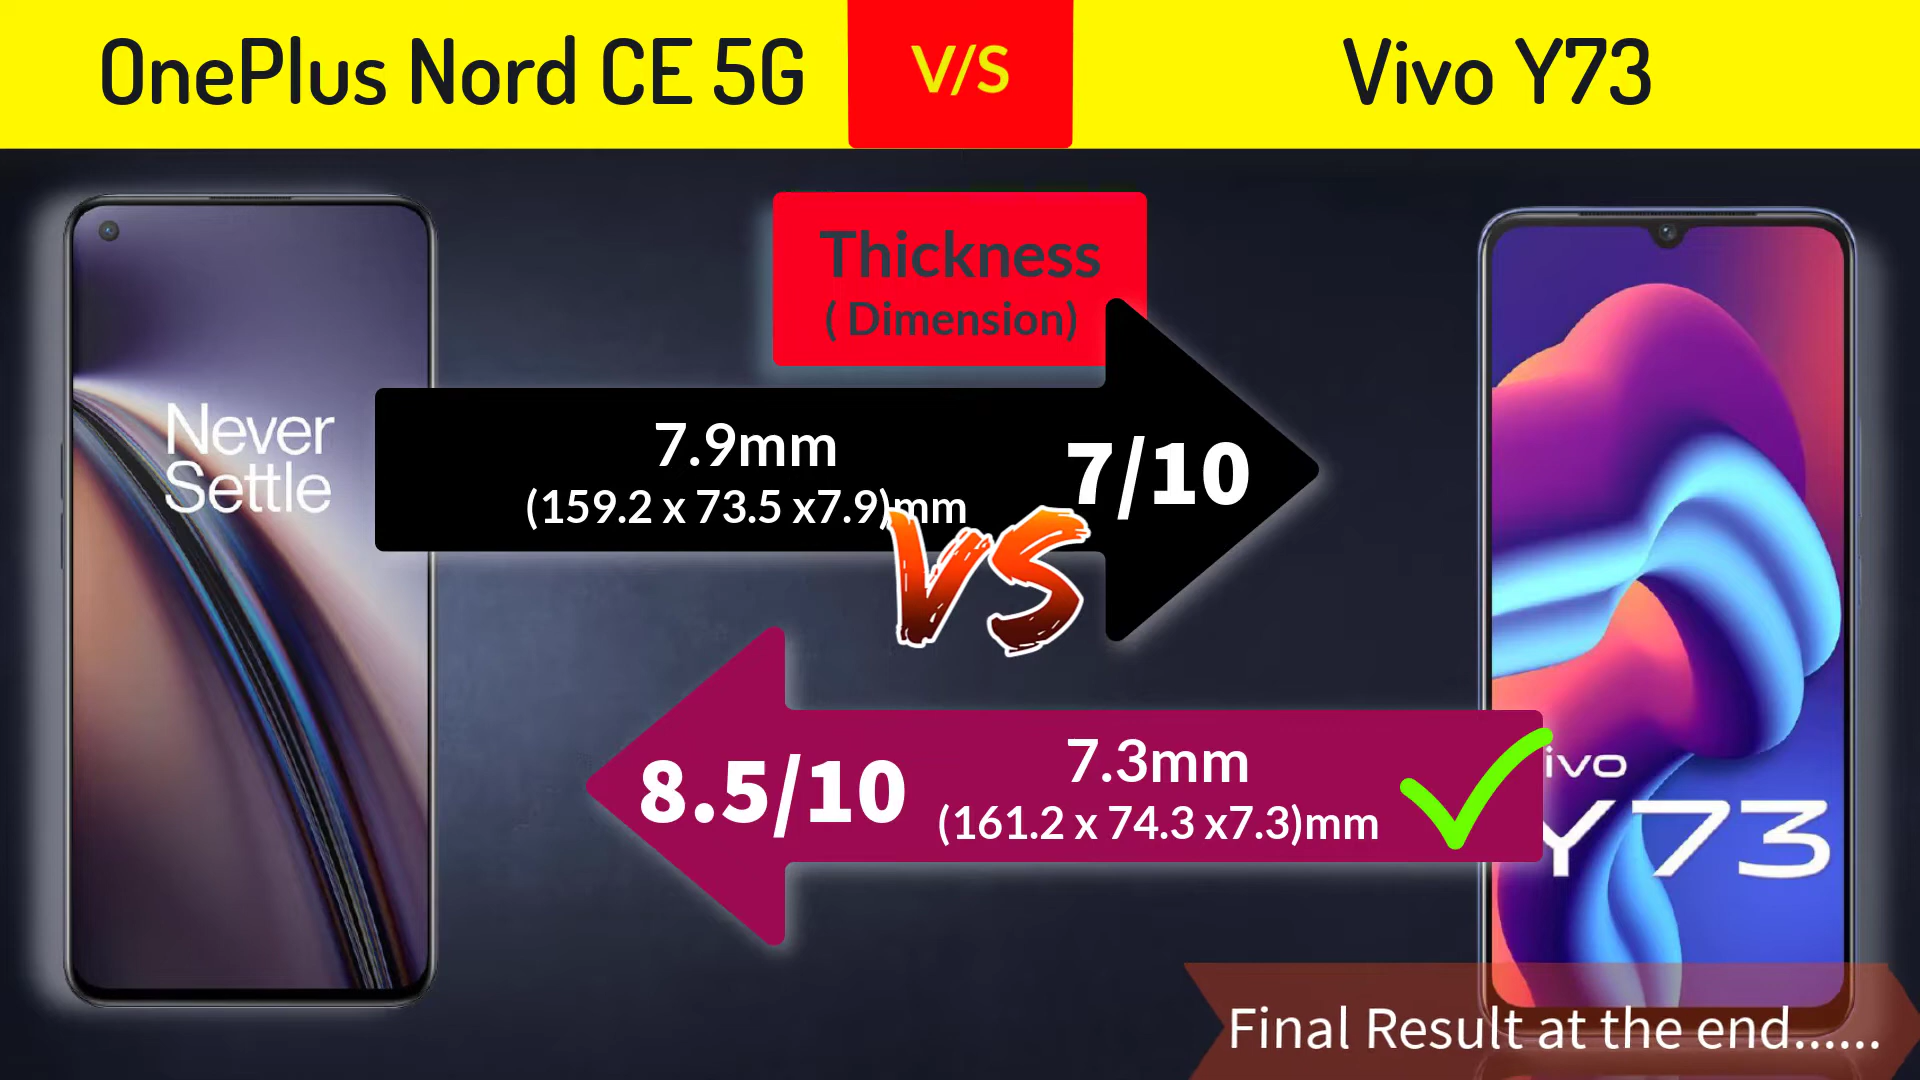 OnePlus Nord CE 5G
V/S
Vivo Y73
Thickness
( Dimension)
Never
Settle
7.9mm
(159.2 x 73.5 x7.9)mm
7/10
VS
8.5/10
7.3mm
(161.2 x 74.3 x7.3)mm
ivo
Y73
Final Result at the end......